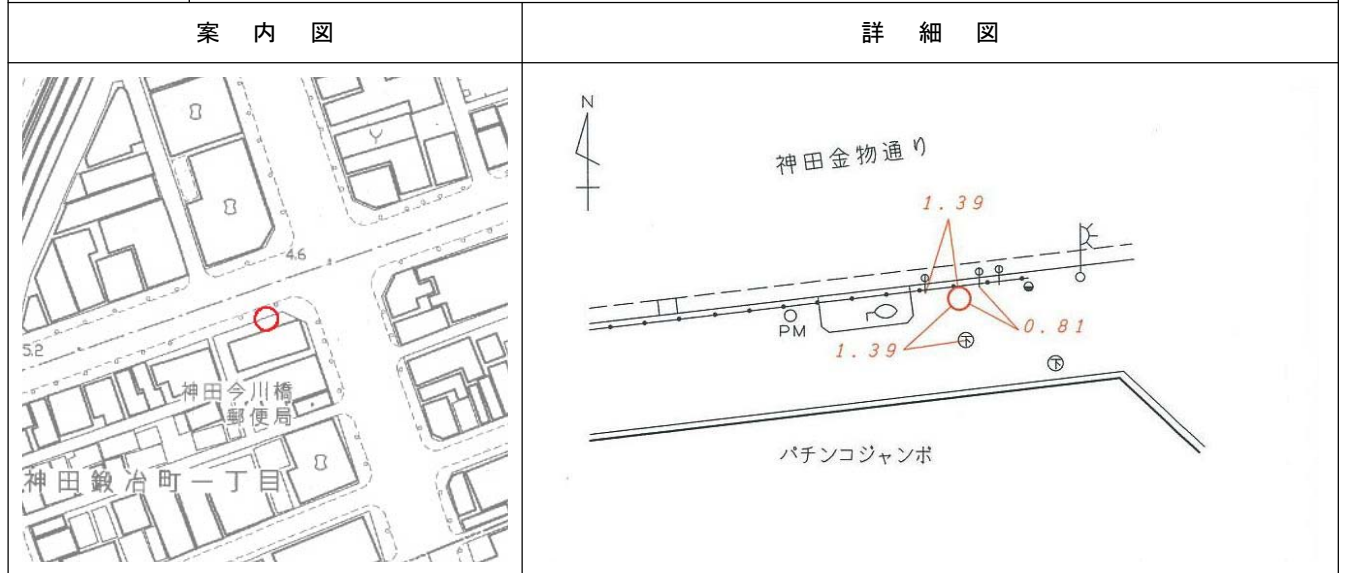 案 内 図
詳 細 図
4.6
5.2
神田今川橋
郵便局
神田鍛冶町一丁目
N
神田金物通り
1.39
PM
1.39
0.81
下
下
パチンコジャンボ